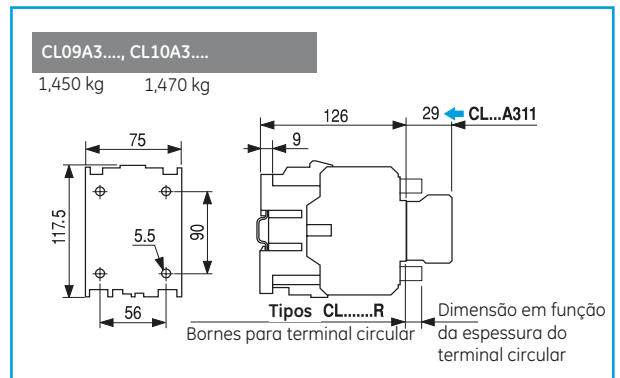 CL09A3...., CL10A3....
1,450 kg 1,470 kg
126 29 CL...A311
75 9
117.5 5.5 90
56
Tipos CL.......R
Bornes para terminal circular
Dimensão em função
da espessura do
terminal circular